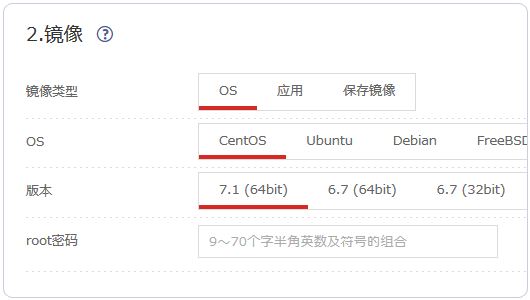 2.镜像 ?
镜像类型 OS 应用 保存镜像
OS CentOS Ubuntu Debian FreeBSD
版本 7.1 (64bit) 6.7 (64bit) 6.7 (32bit)
root密码 9～70个字半角英数及符号的组合